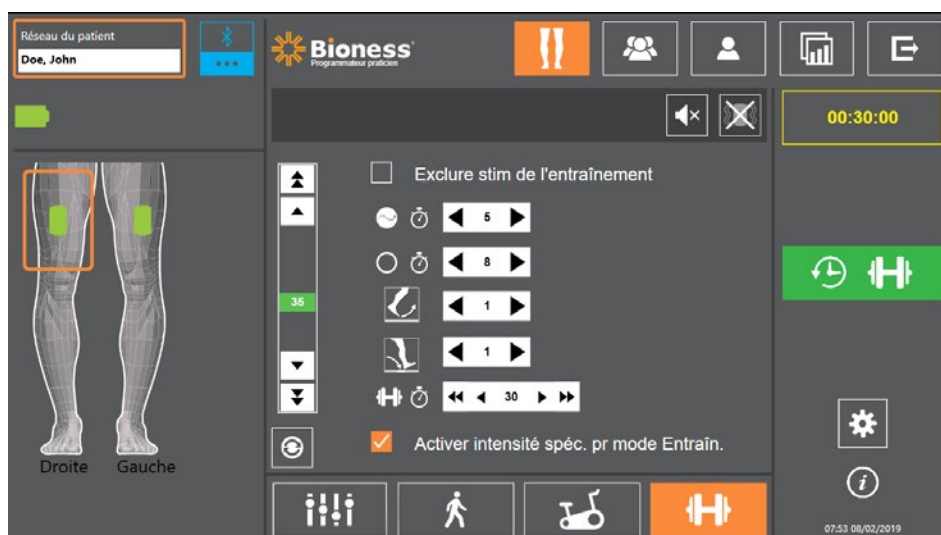 Réseau du patient
Doe, John
Bioness
Programmateur praticien
00:30:00
Exclure stim de l'entraînement
5
8
35
1
1
30
Activer intensité spéc. pr mode Entraîn.
Droite Gauche
07:53 08/02/2019